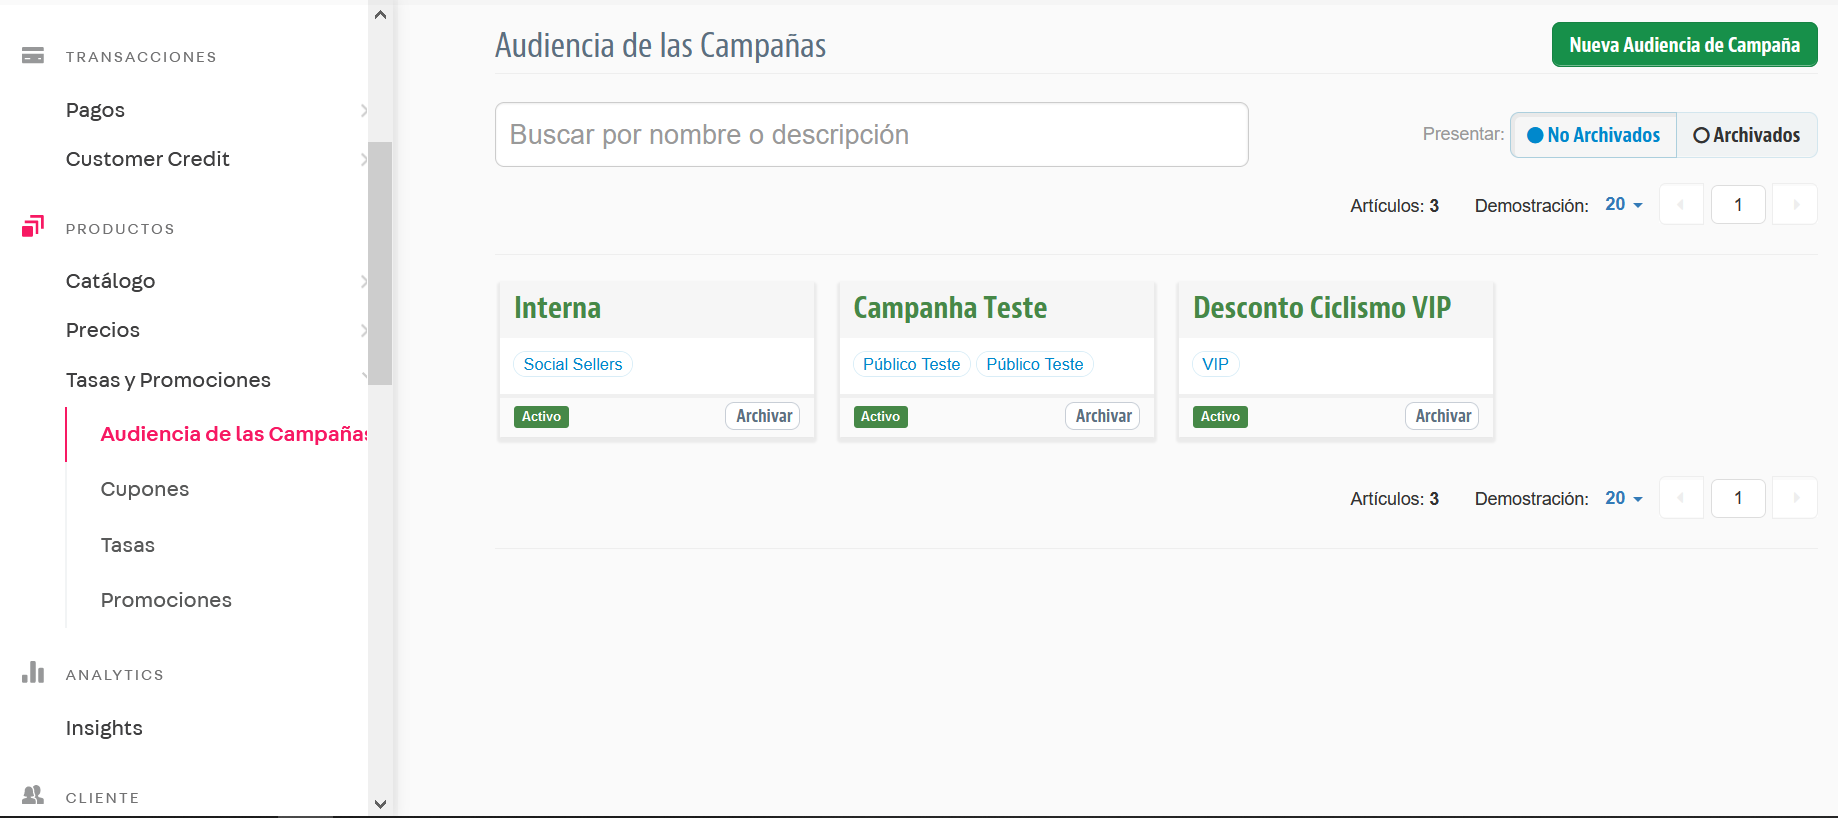 TRANSACCIONES
Pagos
Customer Credit
PRODUCTOS
Catálogo
Precios
Tasas y Promociones
Audiencia de las Campañas
Cupones
Tasas
Promociones
ANALYTICS
Insights
CLIENTE
Audiencia de las Campañas
Nueva Audiencia de Campaña
Buscar por nombre o descripción
Presentar: No Archivados Archivados
Artículos: 3 Demostración: 20 1
Interna
Social Sellers
Activo Archivar
Campanha Teste
Público Teste Público Teste
Activo Archivar
Desconto Ciclismo VIP
VIP
Activo Archivar
Artículos: 3 Demostración: 20 1